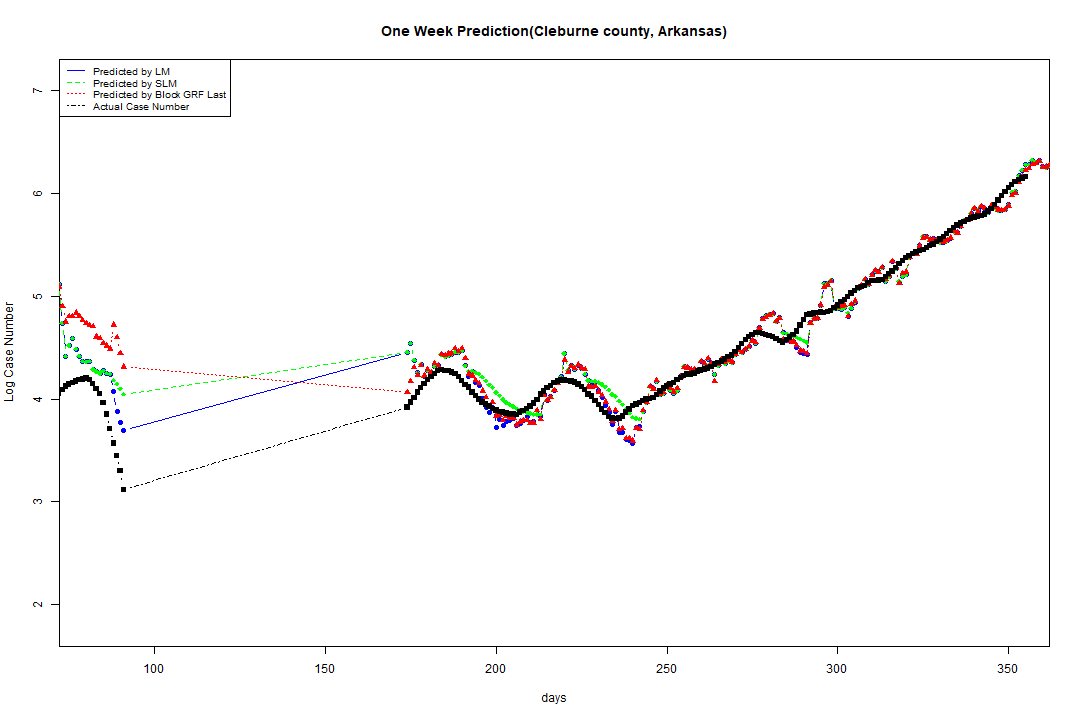 One Week Prediction(Cleburne county, Arkansas)
Predicted by LM
Predicted by SLM
Predicted by Block GRF Last
Actual Case Number
Log Case Number
7
6
5
4
3
2
100 150 200 250 300 350
days